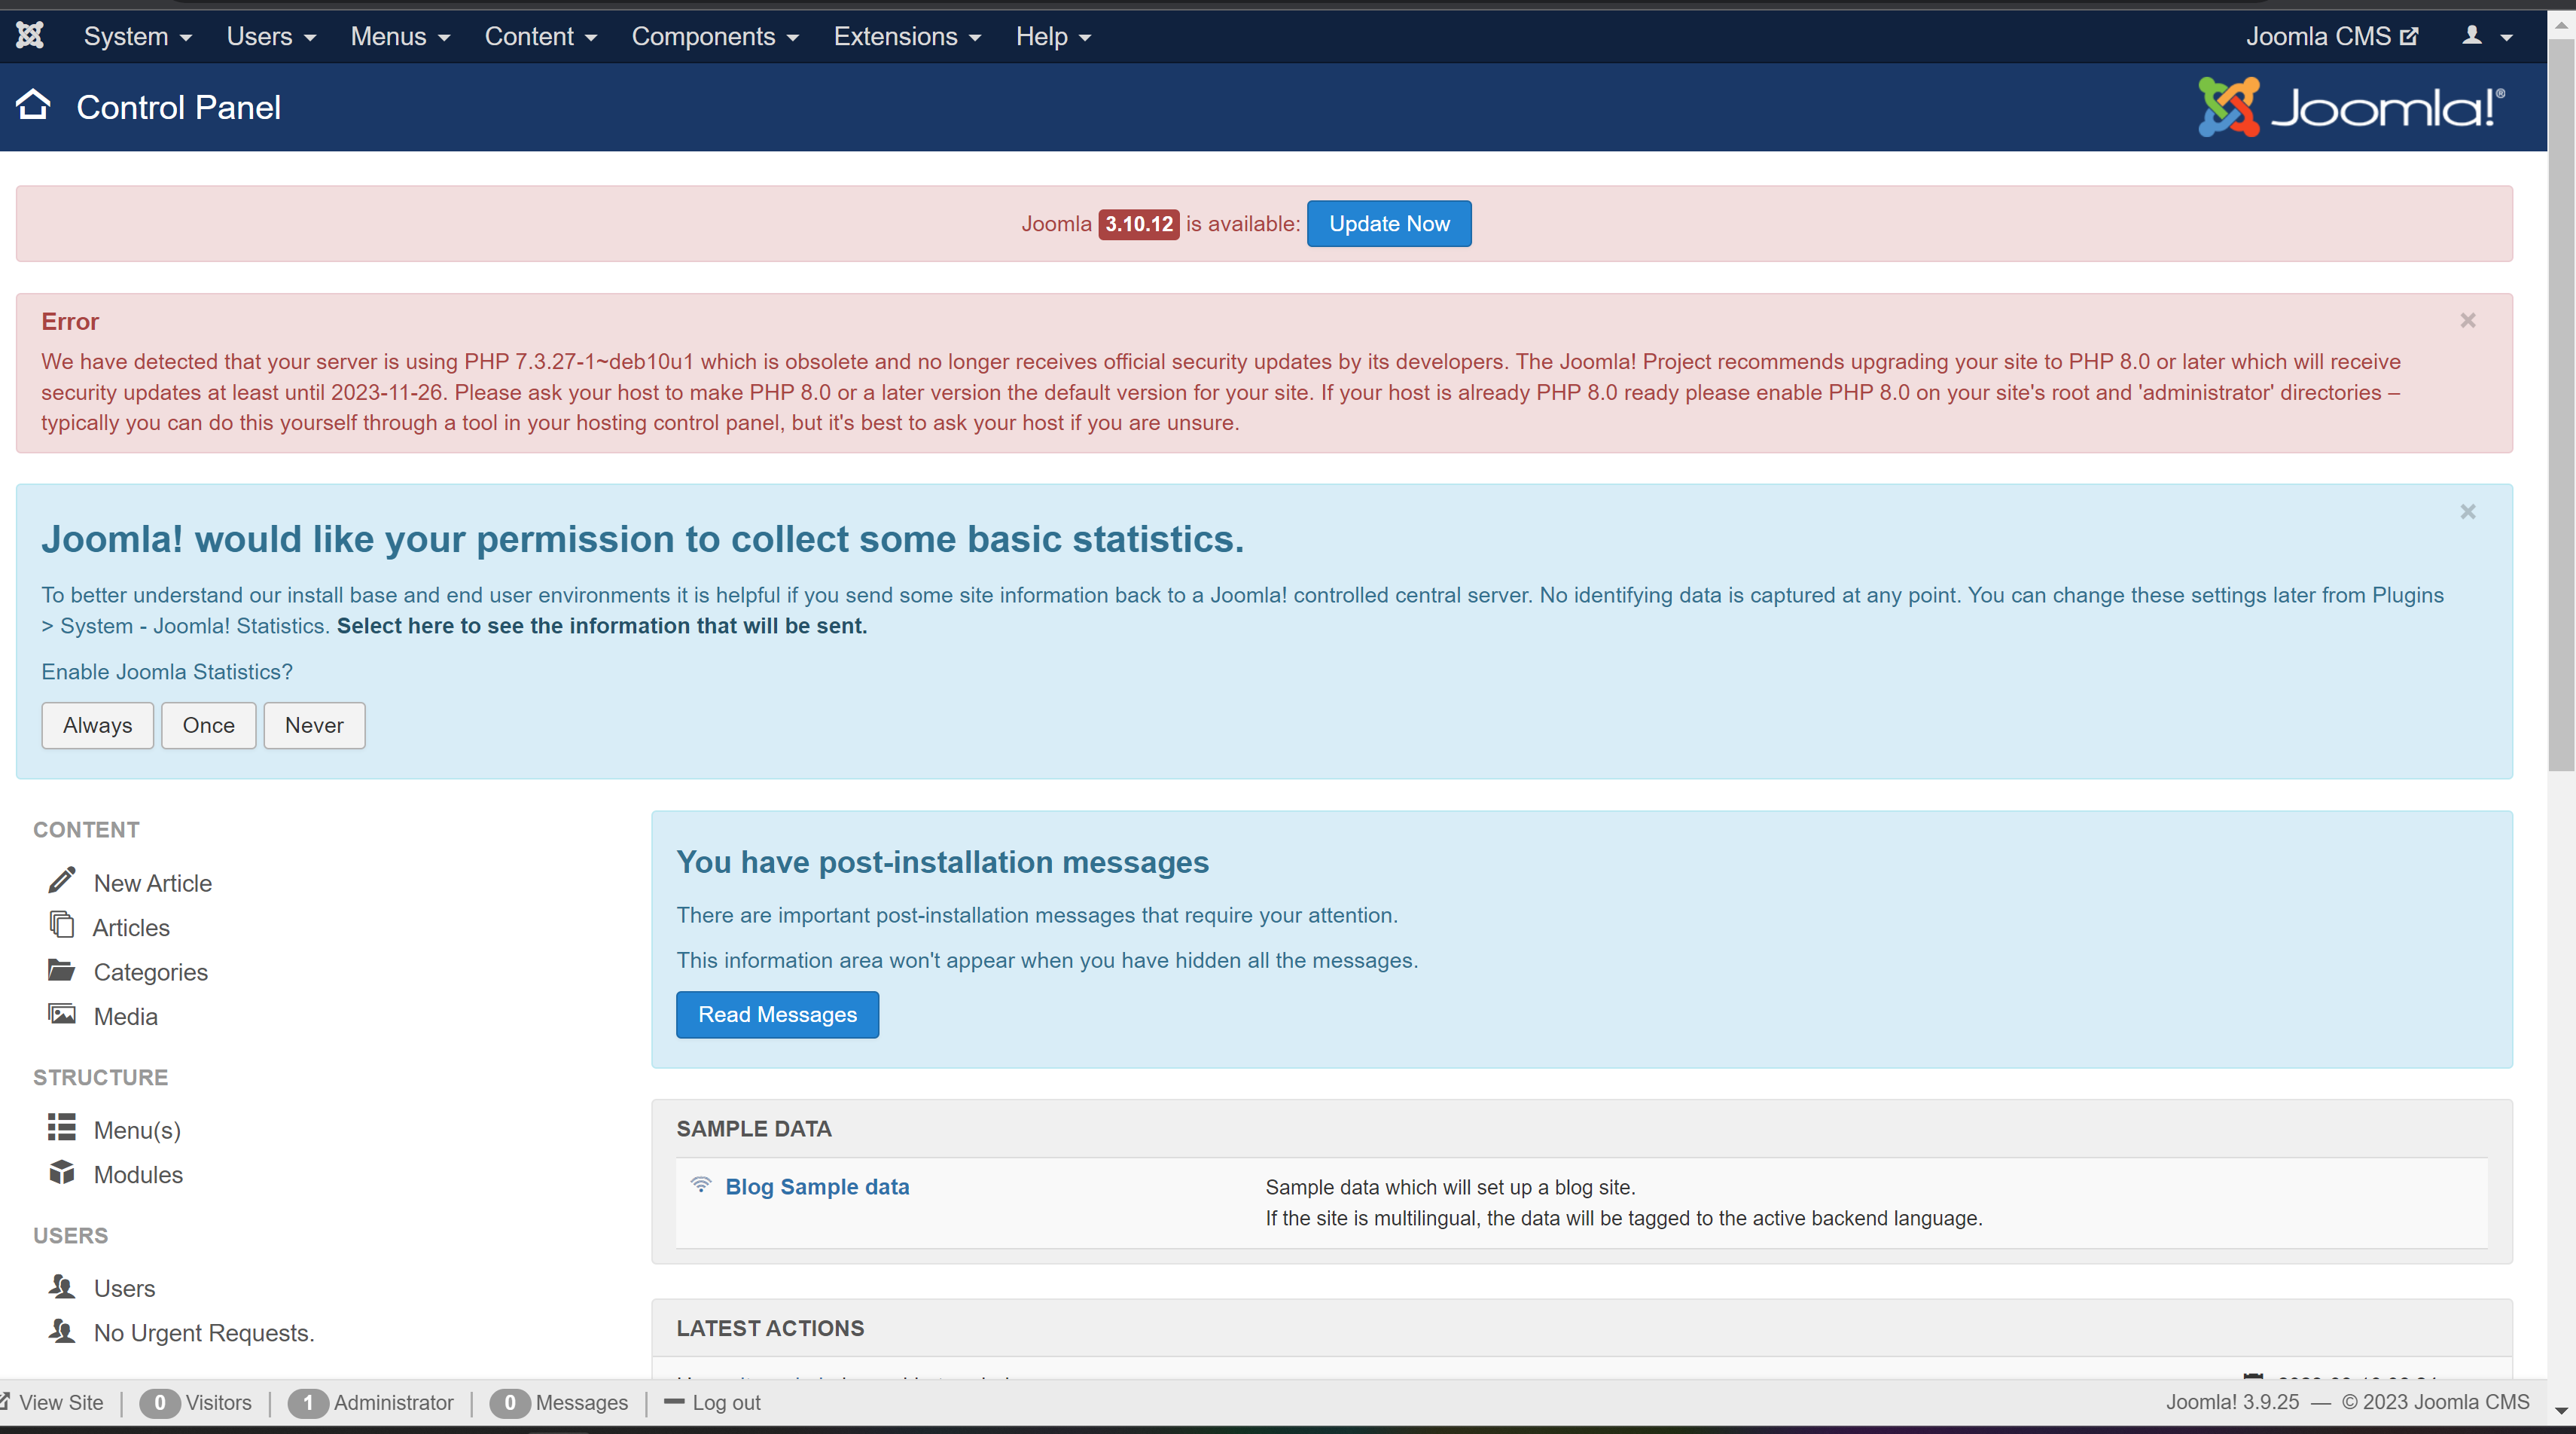 System Users Menus Content Components Extensions Help Joomla CMS
Control Panel
Joomla!®
Joomla 3.10.12 is available: Update Now
Error
We have detected that your server is using PHP 7.3.27-1~deb10u1 which is obsolete and no longer receives official security updates by its developers. The Joomla! Project recommends upgrading your site to PHP 8.0 or later which will receive
security updates at least until 2023-11-26. Please ask your host to make PHP 8.0 or a later version the default version for your site. If your host is already PHP 8.0 ready please enable PHP 8.0 on your site's root and 'administrator' directories –
typically you can do this yourself through a tool in your hosting control panel, but it's best to ask your host if you are unsure.
Joomla! would like your permission to collect some basic statistics.
To better understand our install base and end user environments it is helpful if you send some site information back to a Joomla! controlled central server. No identifying data is captured at any point. You can change these settings later from Plugins
> System - Joomla! Statistics. Select here to see the information that will be sent.
Enable Joomla Statistics?
Always Once Never
CONTENT
New Article
Articles
Categories
Media
STRUCTURE
Menu(s)
Modules
USERS
Users
No Urgent Requests.
You have post-installation messages
There are important post-installation messages that require your attention.
This information area won't appear when you have hidden all the messages.
Read Messages
SAMPLE DATA
Blog Sample data
Sample data which will set up a blog site.
If the site is multilingual, the data will be tagged to the active backend language.
LATEST ACTIONS
View Site | 0 Visitors | 1 Administrator | 0 Messages | Log out
Joomla! 3.9.25 — © 2023 Joomla CMS